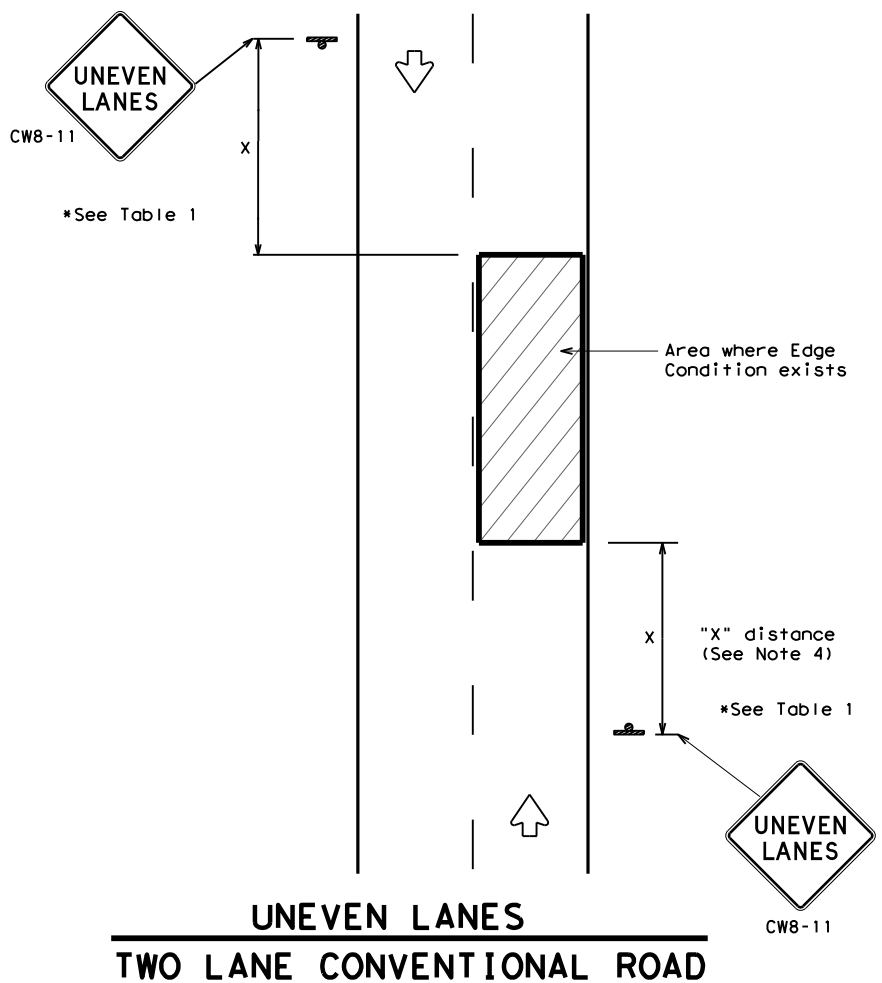 UNEVEN
LANES
CW8-11
X
*See Table 1
Area where Edge
Condition exists
X
"X" distance
(See Note 4)
*See Table 1
UNEVEN
LANES
CW8-11
UNEVEN LANES
TWO LANE CONVENTIONAL ROAD